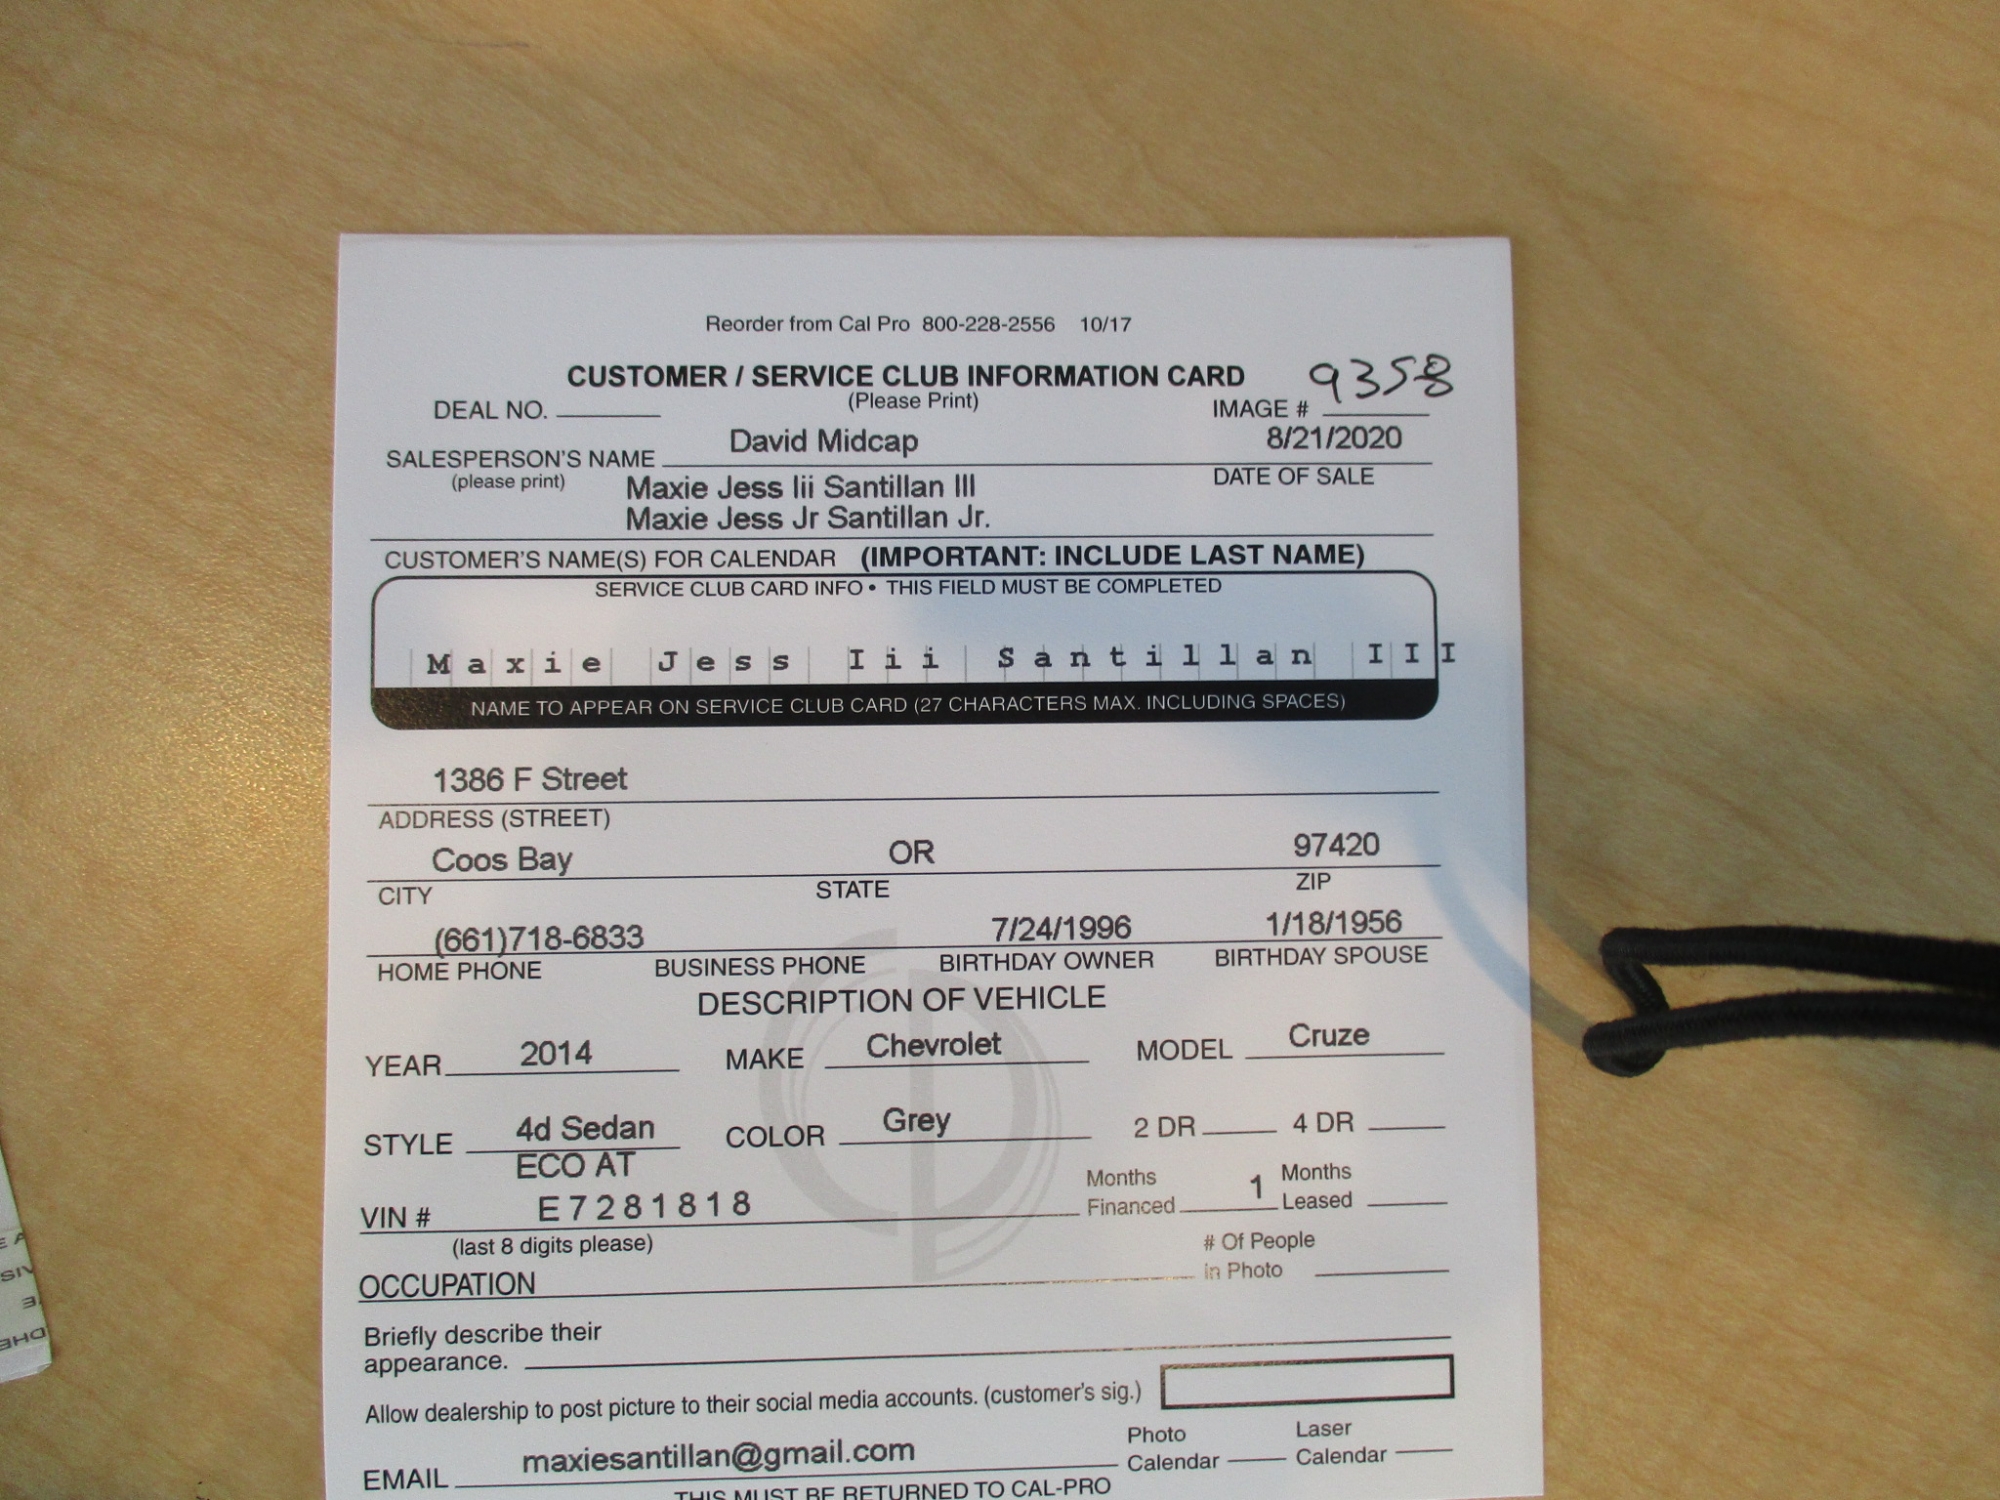 Reorder from Cal Pro 800-228-2556 10/17
CUSTOMER / SERVICE CLUB INFORMATION CARD 9358
DEAL NO. (Please Print) IMAGE #
David Midcap 8/21/2020
SALESPERSON'S NAME DATE OF SALE
(please print) Maxie Jess Iii Santillan III
Maxie Jess Jr Santillan Jr.
CUSTOMER'S NAME(S) FOR CALENDAR (IMPORTANT: INCLUDE LAST NAME)
SERVICE CLUB CARD INFO • THIS FIELD MUST BE COMPLETED
Maxie Jess Iii Santillan III
NAME TO APPEAR ON SERVICE CLUB CARD (27 CHARACTERS MAX. INCLUDING SPACES)
1386 F Street
ADDRESS (STREET)
Coos Bay OR 97420
CITY STATE ZIP
(661)718-6833 7/24/1996 1/18/1956
HOME PHONE BUSINESS PHONE BIRTHDAY OWNER BIRTHDAY SPOUSE
DESCRIPTION OF VEHICLE
YEAR 2014 MAKE Chevrolet MODEL Cruze
STYLE 4d Sedan COLOR Grey 2 DR 4 DR
ECO AT
VIN # E7281818 Months Financed 1 Months Leased
(last 8 digits please) # Of People
OCCUPATION in Photo
Briefly describe their
appearance.
Allow dealership to post picture to their social media accounts. (customer's sig.)
EMAIL maxiesantillan@gmail.com Photo Calendar Laser Calendar
THIS MUST BE RETURNED TO CAL-PRO